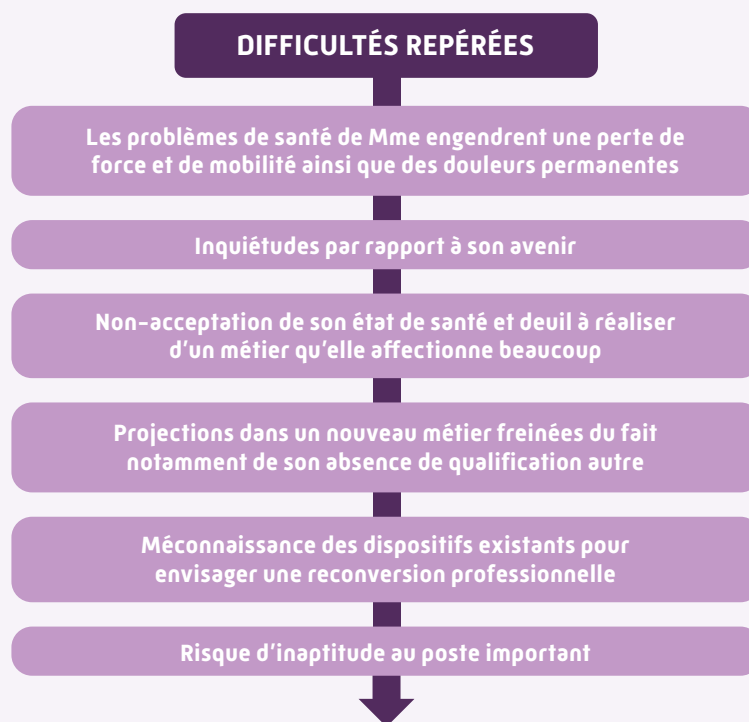 DIFFICULTÉS REPÉRÉES
Les problèmes de santé de Mme engendrent une perte de
force et de mobilité ainsi que des douleurs permanentes
Inquiétudes par rapport à son avenir
Non-acceptation de son état de santé et deuil à réaliser
d'un métier qu'elle affectionne beaucoup
Projections dans un nouveau métier freinées du fait
notamment de son absence de qualification autre
Méconnaissance des dispositifs existants pour
envisager une reconversion professionnelle
Risque d'inaptitude au poste important